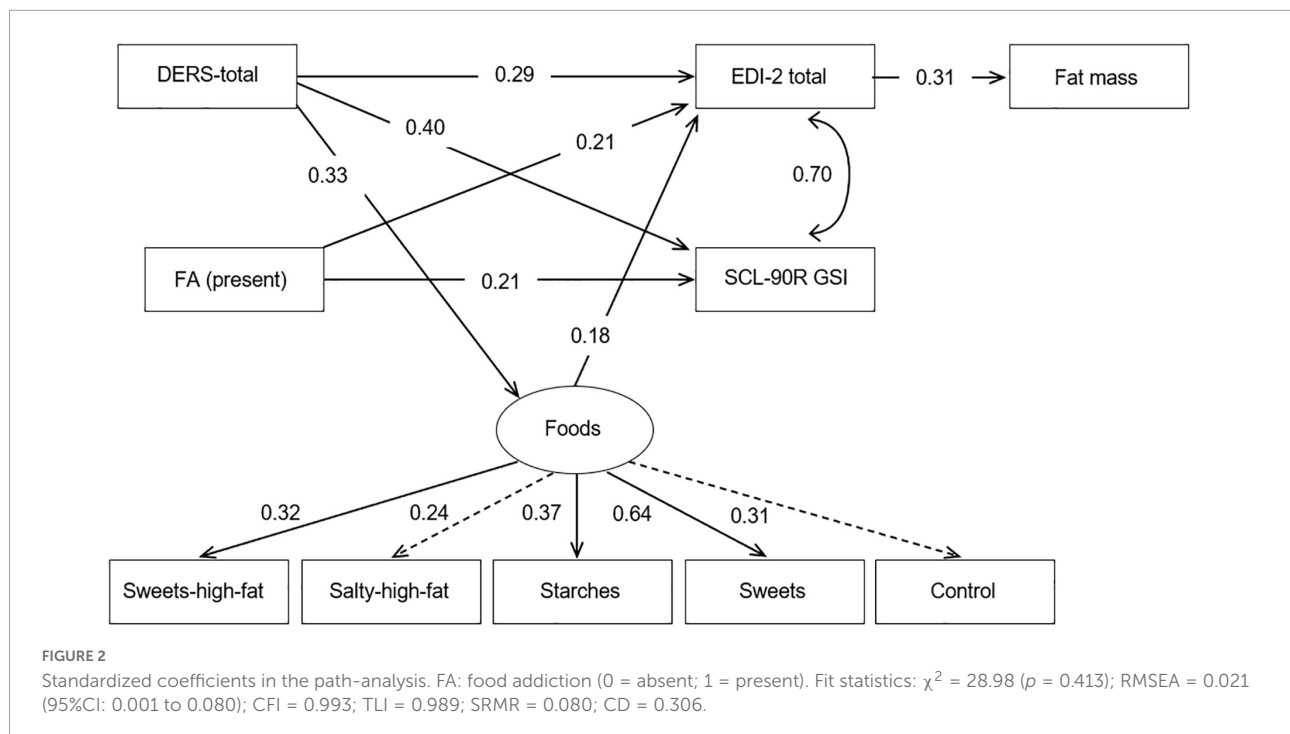 DERS-total
0.29
EDI-2 total
0.31
Fat mass
0.40
0.21
0.33
0.70
FA (present)
0.21
SCL-90R GSI
0.18
Foods
0.32
0.24
0.37
0.64
0.31
Sweets-high-fat
Salty-high-fat
Starches
Sweets
Control
FIGURE 2
Standardized coefficients in the path-analysis. FA: food addiction (0 = absent; 1 = present). Fit statistics: χ² = 28.98 (p = 0.413); RMSEA = 0.021
(95%CI: 0.001 to 0.080); CFI = 0.993; TLI = 0.989; SRMR = 0.080; CD = 0.306.